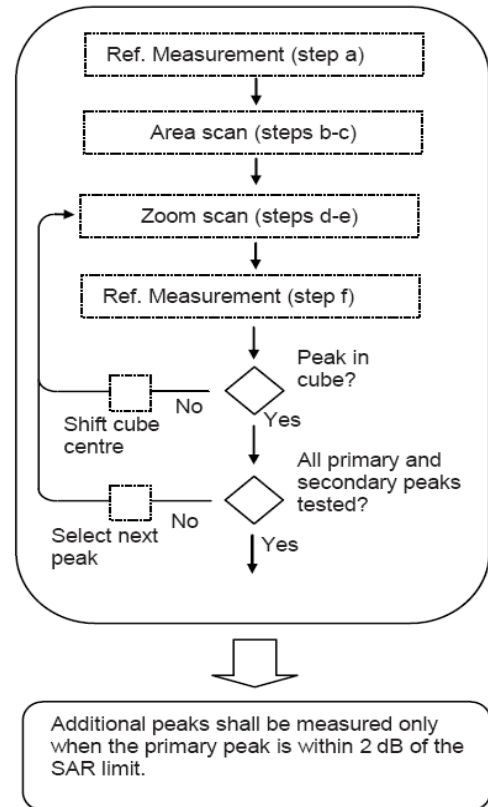 Ref. Measurement (step a)
Area scan (steps b-c)
Zoom scan (steps d-e)
Ref. Measurement (step f)
Peak in
cube?
No
Shift cube
centre
Yes
All primary and
secondary peaks
tested?
No
Select next
peak
Yes
Additional peaks shall be measured only
when the primary peak is within 2 dB of the
SAR limit.